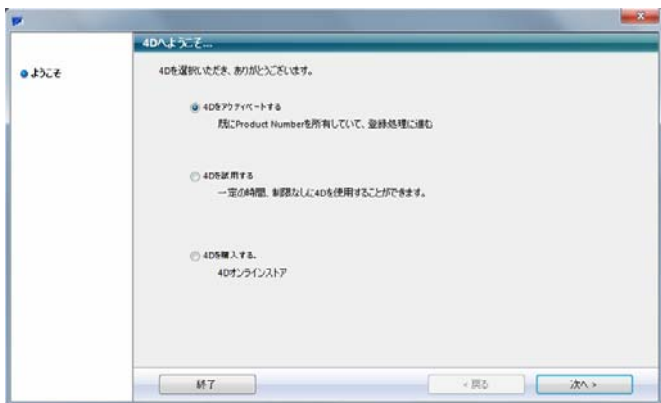 4Dへようこそ...
ようこそ
4Dを選択いただき、ありがとうございます。
4Dをアクティベートする
既にProduct Numberを所有していて、登録処理に進む
4Dを試用する
一定の時間、制限なしに4Dを使用することができます。
4Dを購入する。
4Dオンラインストア
終了
< 戻る
次へ >